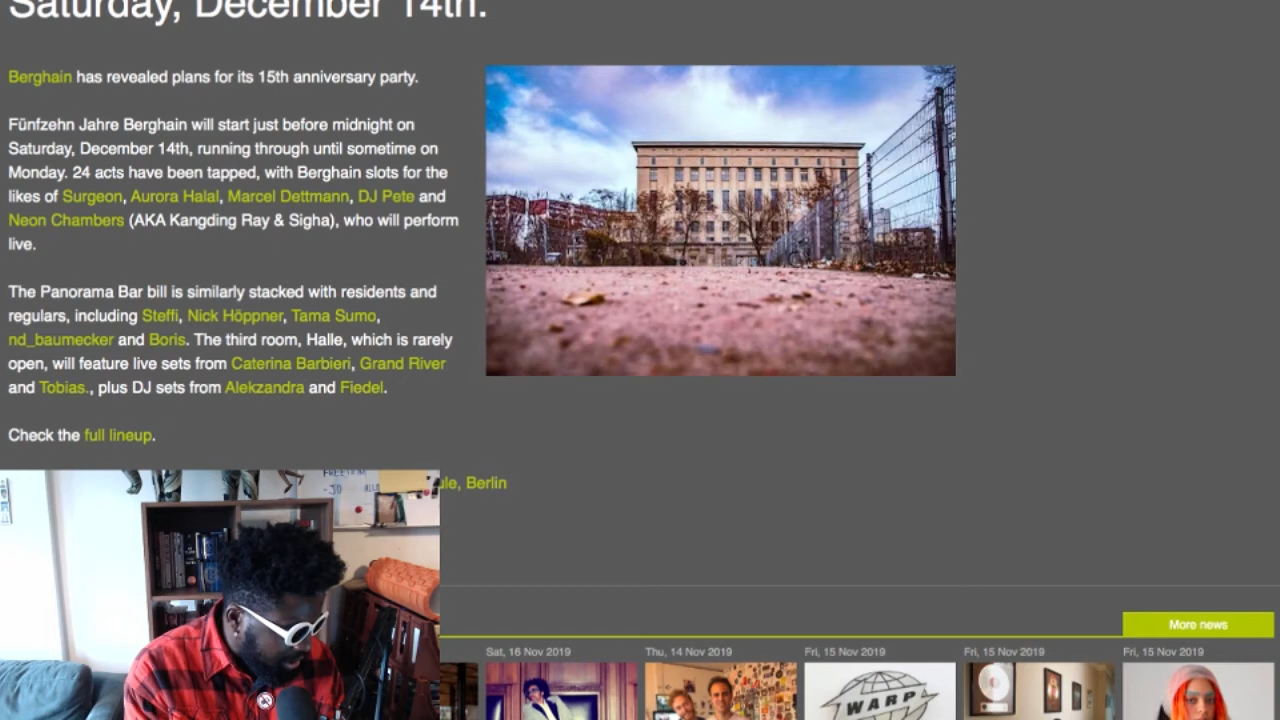 Saturday, December 14th.
Berghain has revealed plans for its 15th anniversary party.
Fünfzehn Jahre Berghain will start just before midnight on
Saturday, December 14th, running through until sometime on
Monday. 24 acts have been tapped, with Berghain slots for the
likes of Surgeon, Aurora Halal, Marcel Dettmann, DJ Pete and
Neon Chambers (AKA Kangding Ray & Sigha), who will perform
live.
The Panorama Bar bill is similarly stacked with residents and
regulars, including Steffi, Nick Höppner, Tama Sumo,
nd_baumecker and Boris. The third room, Halle, which is rarely
open, will feature live sets from Caterina Barbieri, Grand River
and Tobias., plus DJ sets from Alekzandra and Fiedel.
Check the full lineup.
ule, Berlin
More news
Sat, 16 Nov 2019
Thu, 14 Nov 2019
Fri, 15 Nov 2019
Fri, 15 Nov 2019
Fri, 15 Nov 2019
WARP